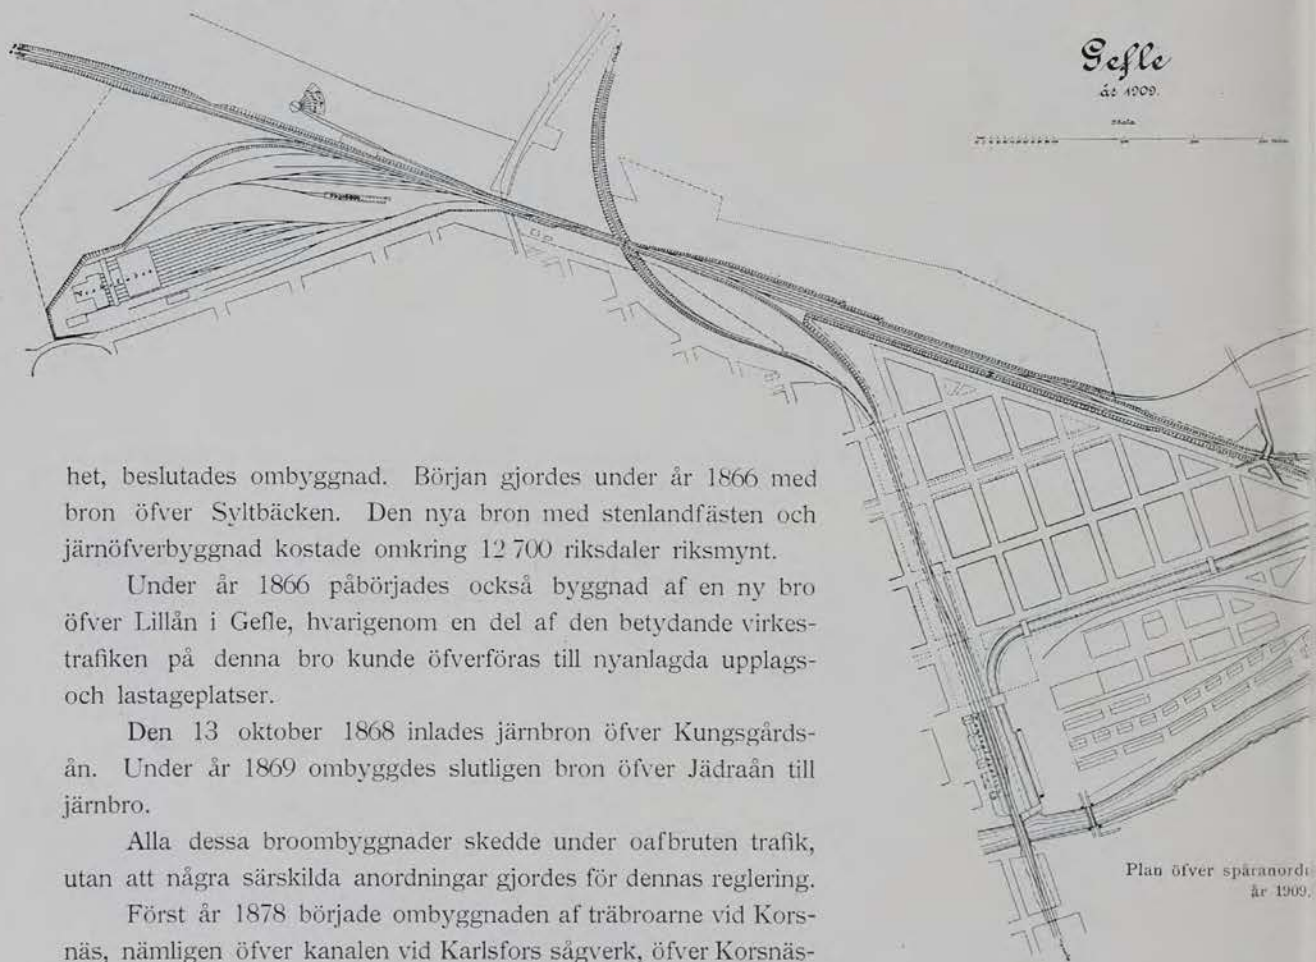 Gefle
år 1909.
Skala
het, beslutades ombyggnad. Början gjordes under år 1866 med
bron öfver Syltbäcken. Den nya bron med stenlandfästen och
järnöfverbyggnad kostade omkring 12 700 riksdaler riksmynt.
Under år 1866 påbörjades också byggnad af en ny bro
öfver Lillån i Gefle, hvarigenom en del af den betydande virkes-
trafiken på denna bro kunde öfverföras till nyanlagda upplags-
och lastageplatser.
Den 13 oktober 1868 inlades järnbron öfver Kungsgårds-
ån. Under år 1869 ombyggdes slutligen bron öfver Jädraån till
järnbro.
Alla dessa broombyggnader skedde under oafbruten trafik,
utan att några särskilda anordningar gjordes för dennas reglering.
Först år 1878 började ombyggnaden af träbroarne vid Kors-
näs, nämligen öfver kanalen vid Karlsfors sågverk, öfver Korsnäs-
Plan öfver spåranord
år 1909.